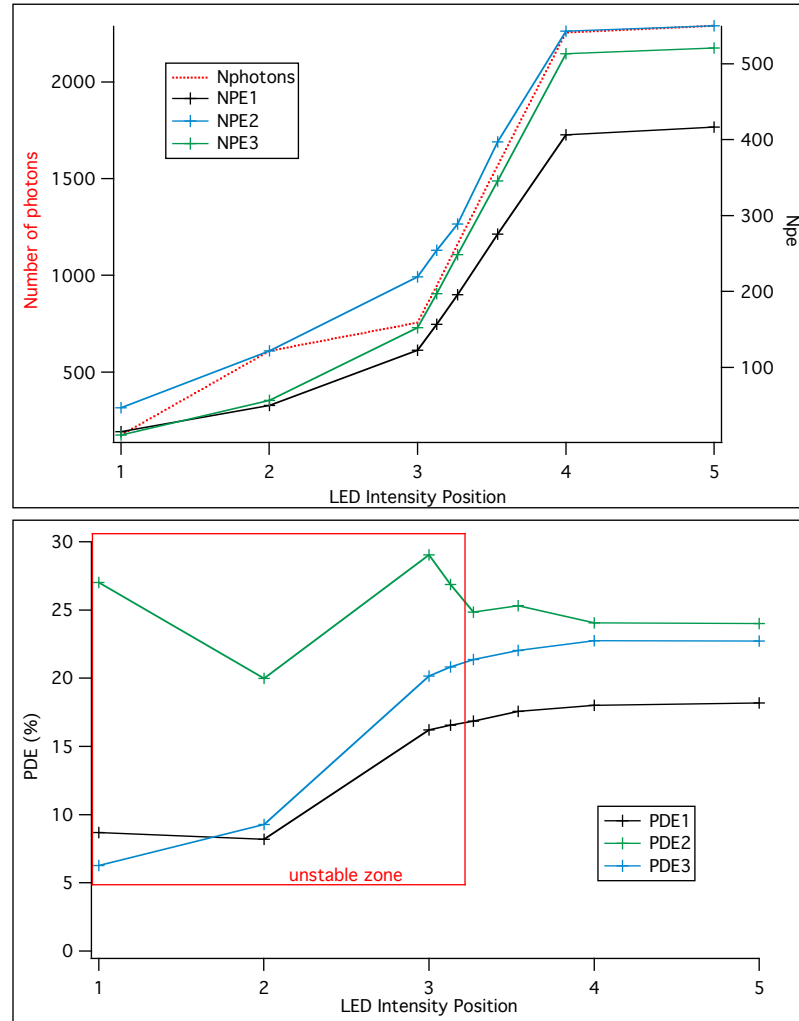 2000
1500
1000
500
Number of photons
Nphotons
NPE1
NPE2
NPE3
500
400
300
200
100
Npe
1 2 3 4 5
LED Intensity Position
30
25
20
15
10
5
0
PDE (%)
unstable zone
PDE1
PDE2
PDE3
1 2 3 4 5
LED Intensity Position